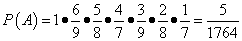 P(A) = 1•6/9•5/8•4/7•3/9•2/8•1/7 = 5/1764